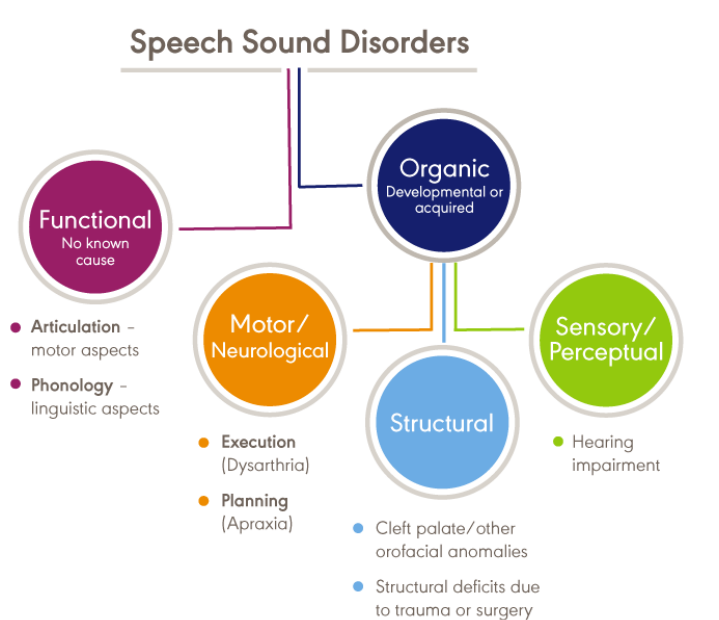 Speech Sound Disorders
Functional
No known
cause
Articulation –
motor aspects
Phonology –
linguistic aspects
Organic
Developmental or
acquired
Motor/
Neurological
Execution
(Dysarthria)
Planning
(Apraxia)
Structural
Cleft palate/other
orofacial anomalies
Structural deficits due
to trauma or surgery
Sensory/
Perceptual
Hearing
impairment